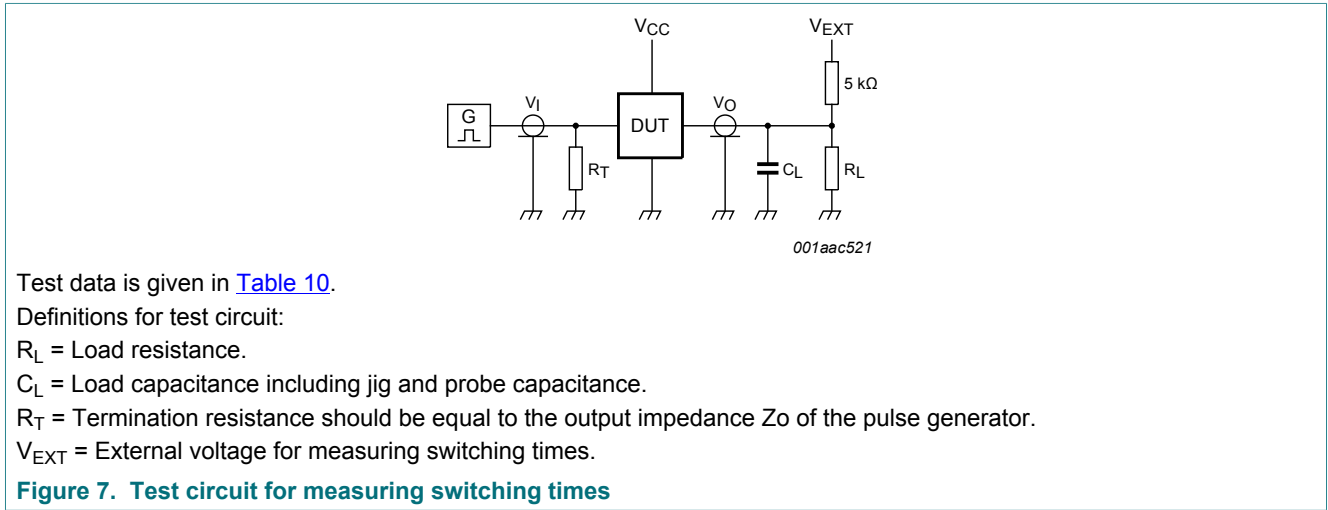 VCC
VEXT
5 kΩ
G
VI
DUT
VO
RT
CL
RL
001aac521
Test data is given in Table 10.
Definitions for test circuit:
RL = Load resistance.
CL = Load capacitance including jig and probe capacitance.
RT = Termination resistance should be equal to the output impedance Zo of the pulse generator.
VEXT = External voltage for measuring switching times.
Figure 7. Test circuit for measuring switching times